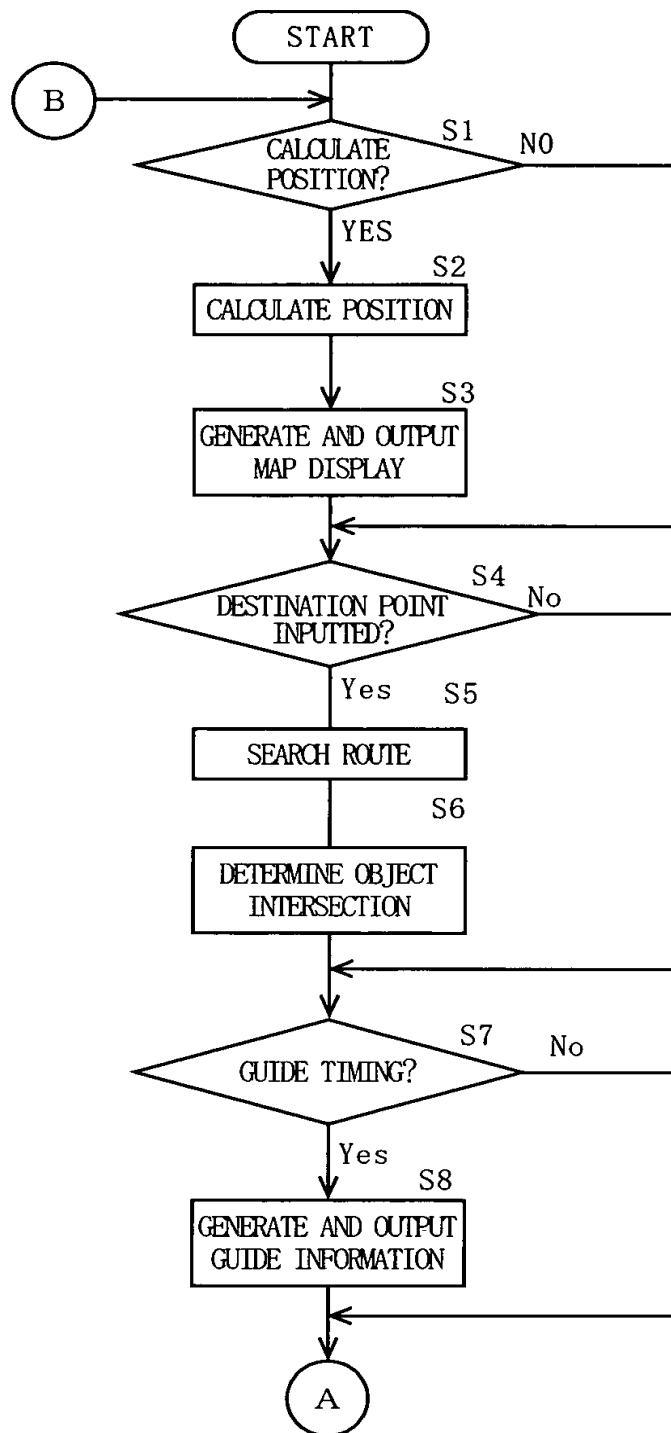 START
B
S1
NO
CALCULATE
POSITION?
YES
S2
CALCULATE POSITION
S3
GENERATE AND OUTPUT
MAP DISPLAY
S4
No
DESTINATION POINT
INPUTTED?
Yes
S5
SEARCH ROUTE
S6
DETERMINE OBJECT
INTERSECTION
S7
No
GUIDE TIMING?
Yes
S8
GENERATE AND OUTPUT
GUIDE INFORMATION
A